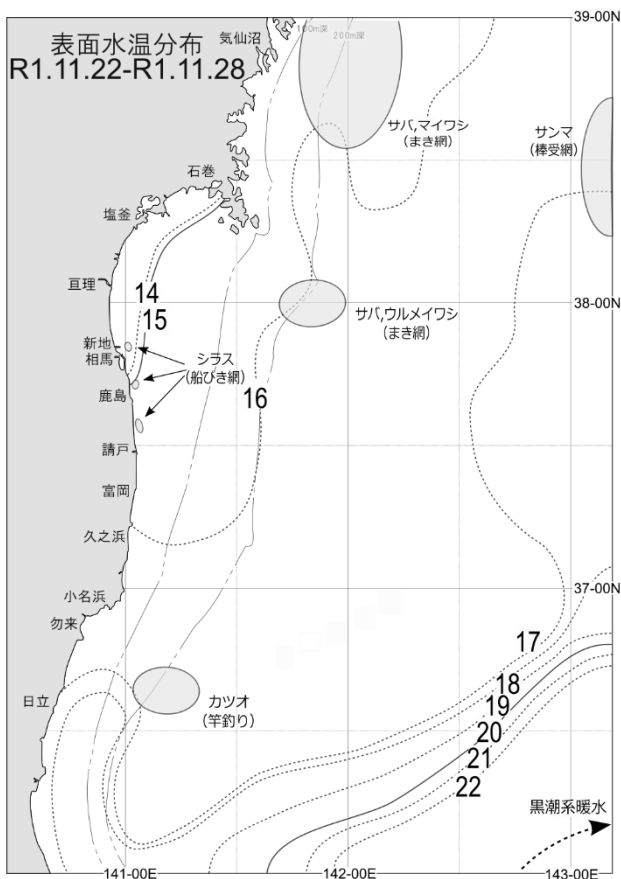 39-00N
表面水温分布
R1.11.22-R1.11.28
気仙沼
100m深
200m深
サバ,マイワシ
(まき網)
サンマ
(棒受網)
石巻
塩釜
亘理
38-00N
14
15
サバ,ウルメイワシ
(まき網)
新地
相馬
シラス
(船びき網)
鹿島
16
請戸
富岡
久之浜
37-00N
小名浜
勿来
17
18
日立
カツオ
(竿釣り)
19
20
21
22
黒潮系暖水
141-00E
142-00E
143-00E